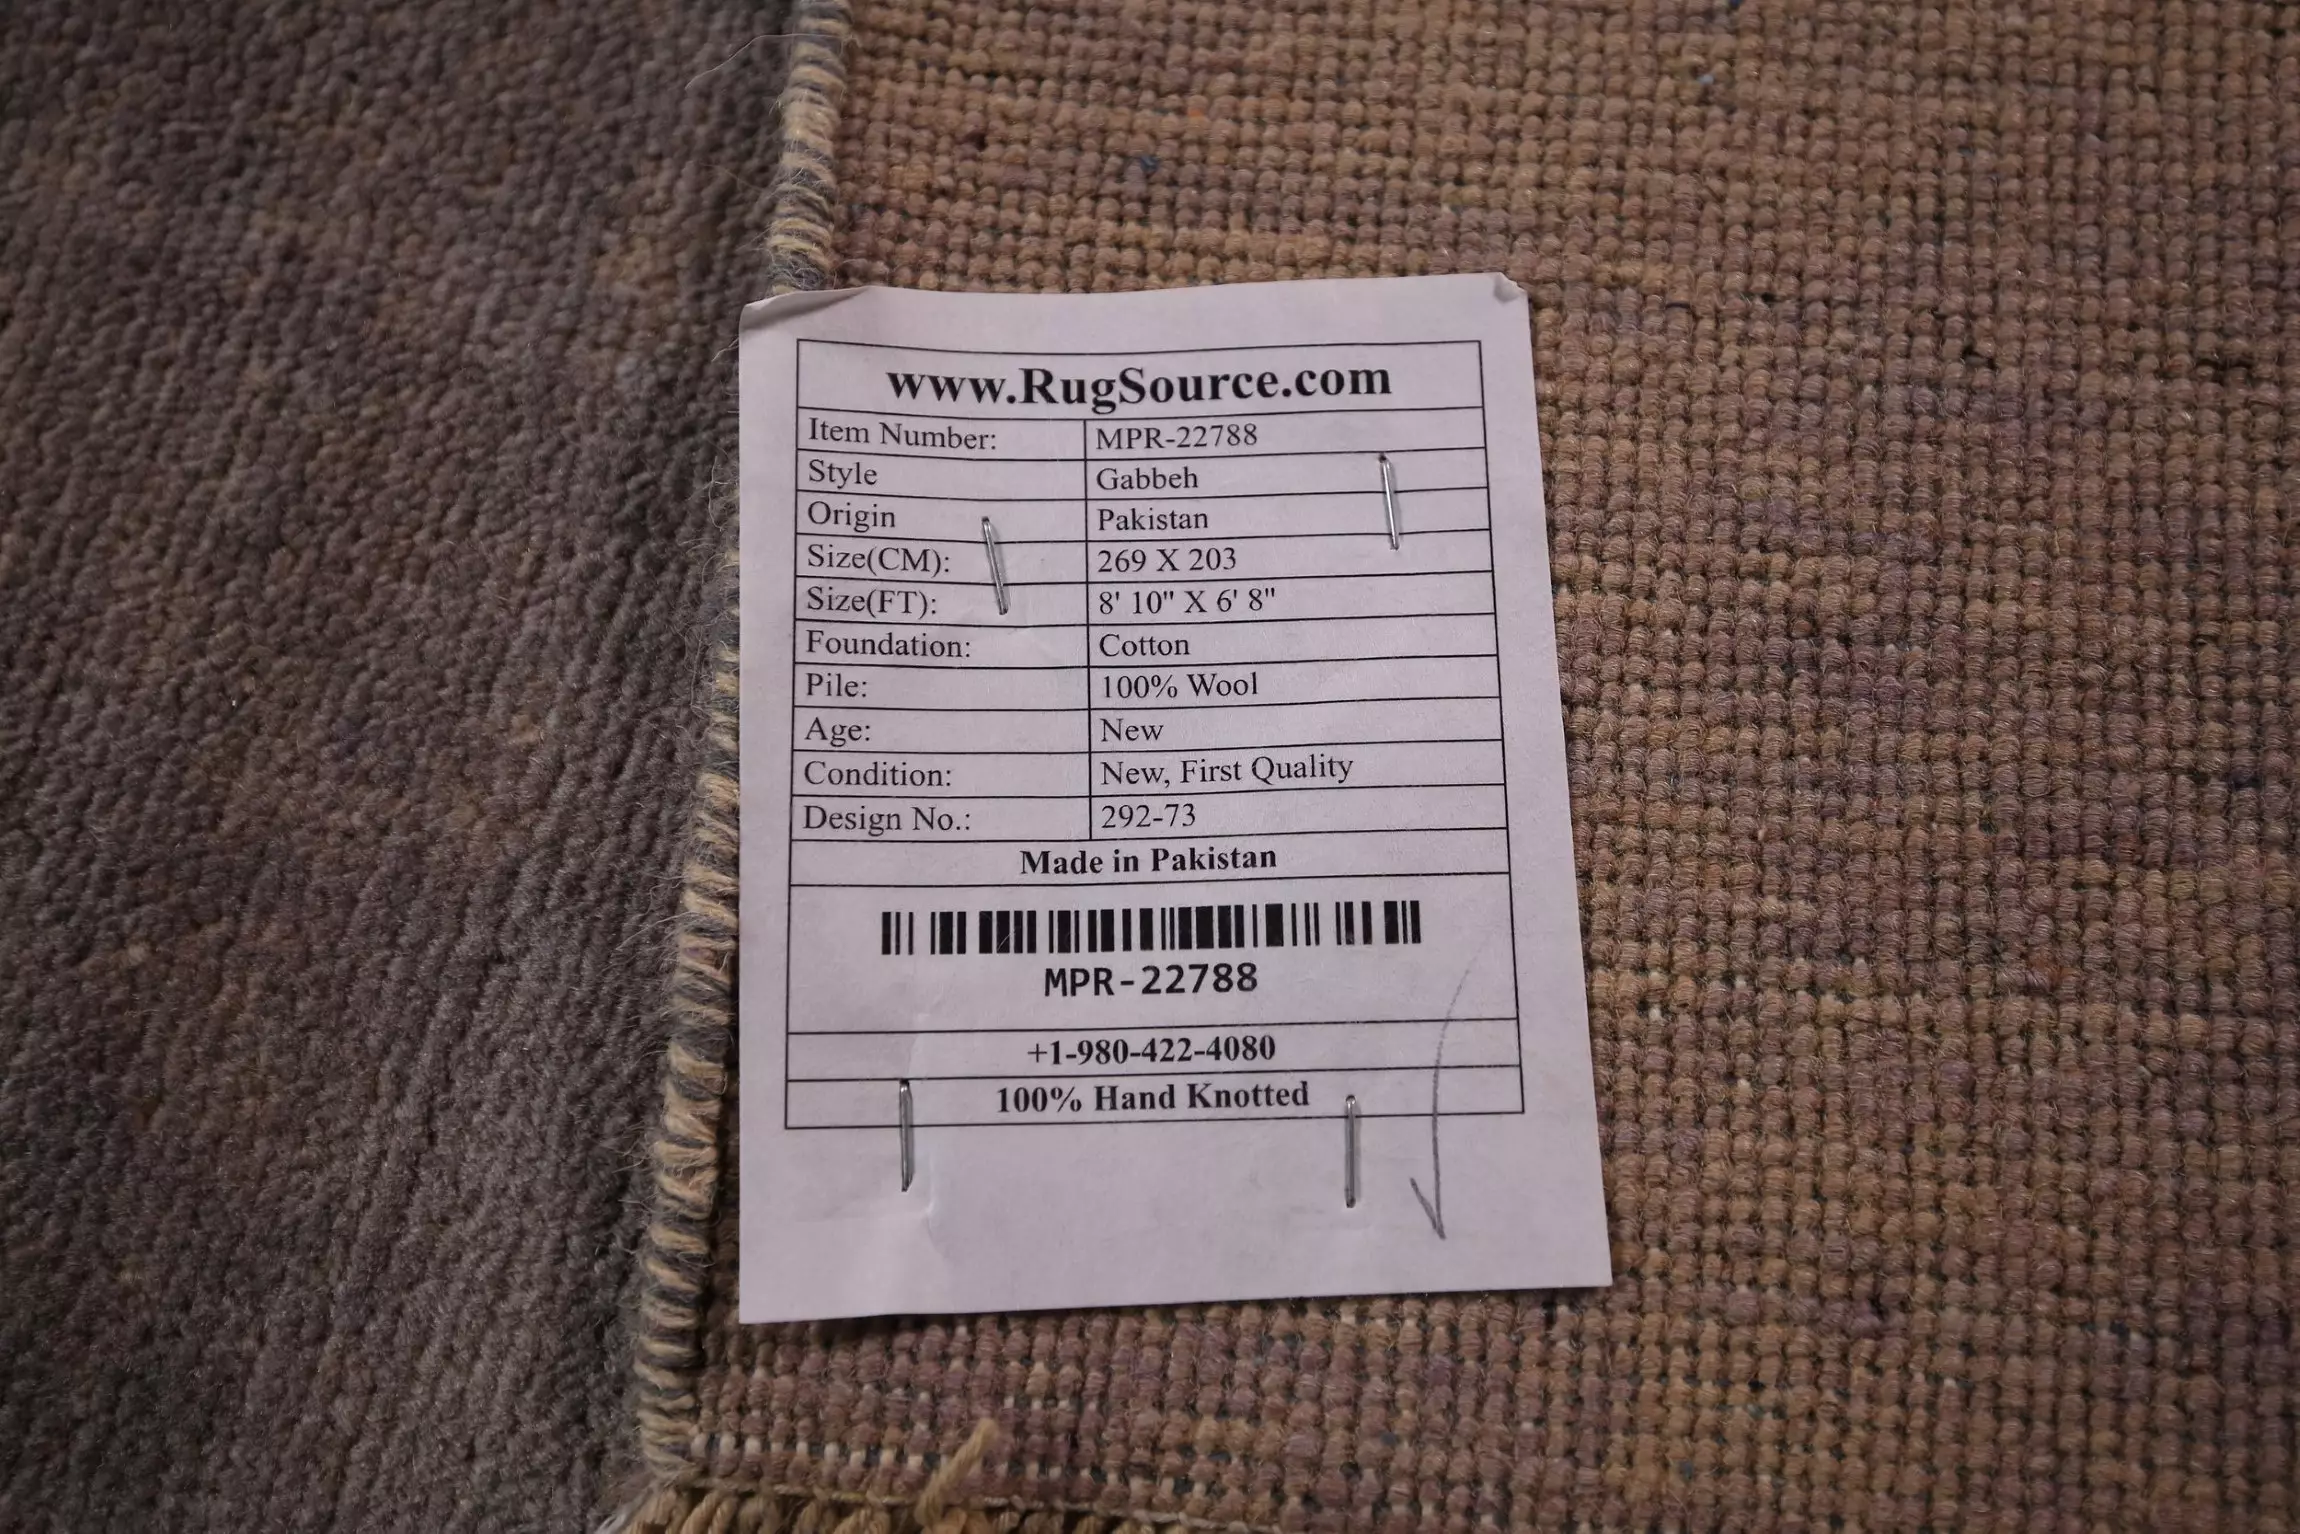 www.RugSource.com
Item Number: MPR-22788
Style Gabbeh
Origin Pakistan
Size(CM): 269 X 203
Size(FT): 8' 10" X 6' 8"
Foundation: Cotton
Pile: 100% Wool
Age: New
Condition: New, First Quality
Design No.: 292-73
Made in Pakistan
MPR-22788
+1-980-422-4080
100% Hand Knotted